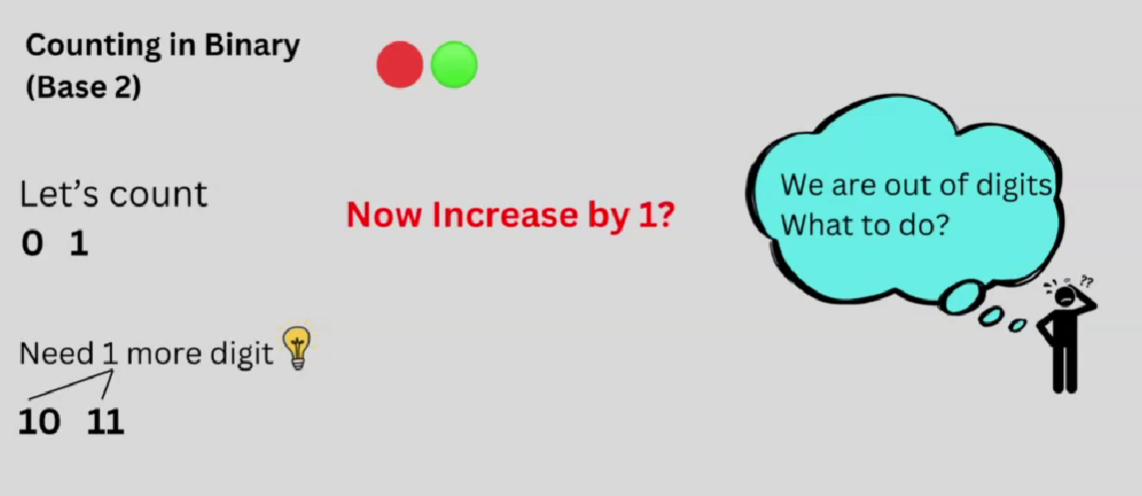 Counting in Binary
(Base 2)
Let’s count
0 1
Now Increase by 1?
We are out of digits
What to do?
??
Need 1 more digit
10 11